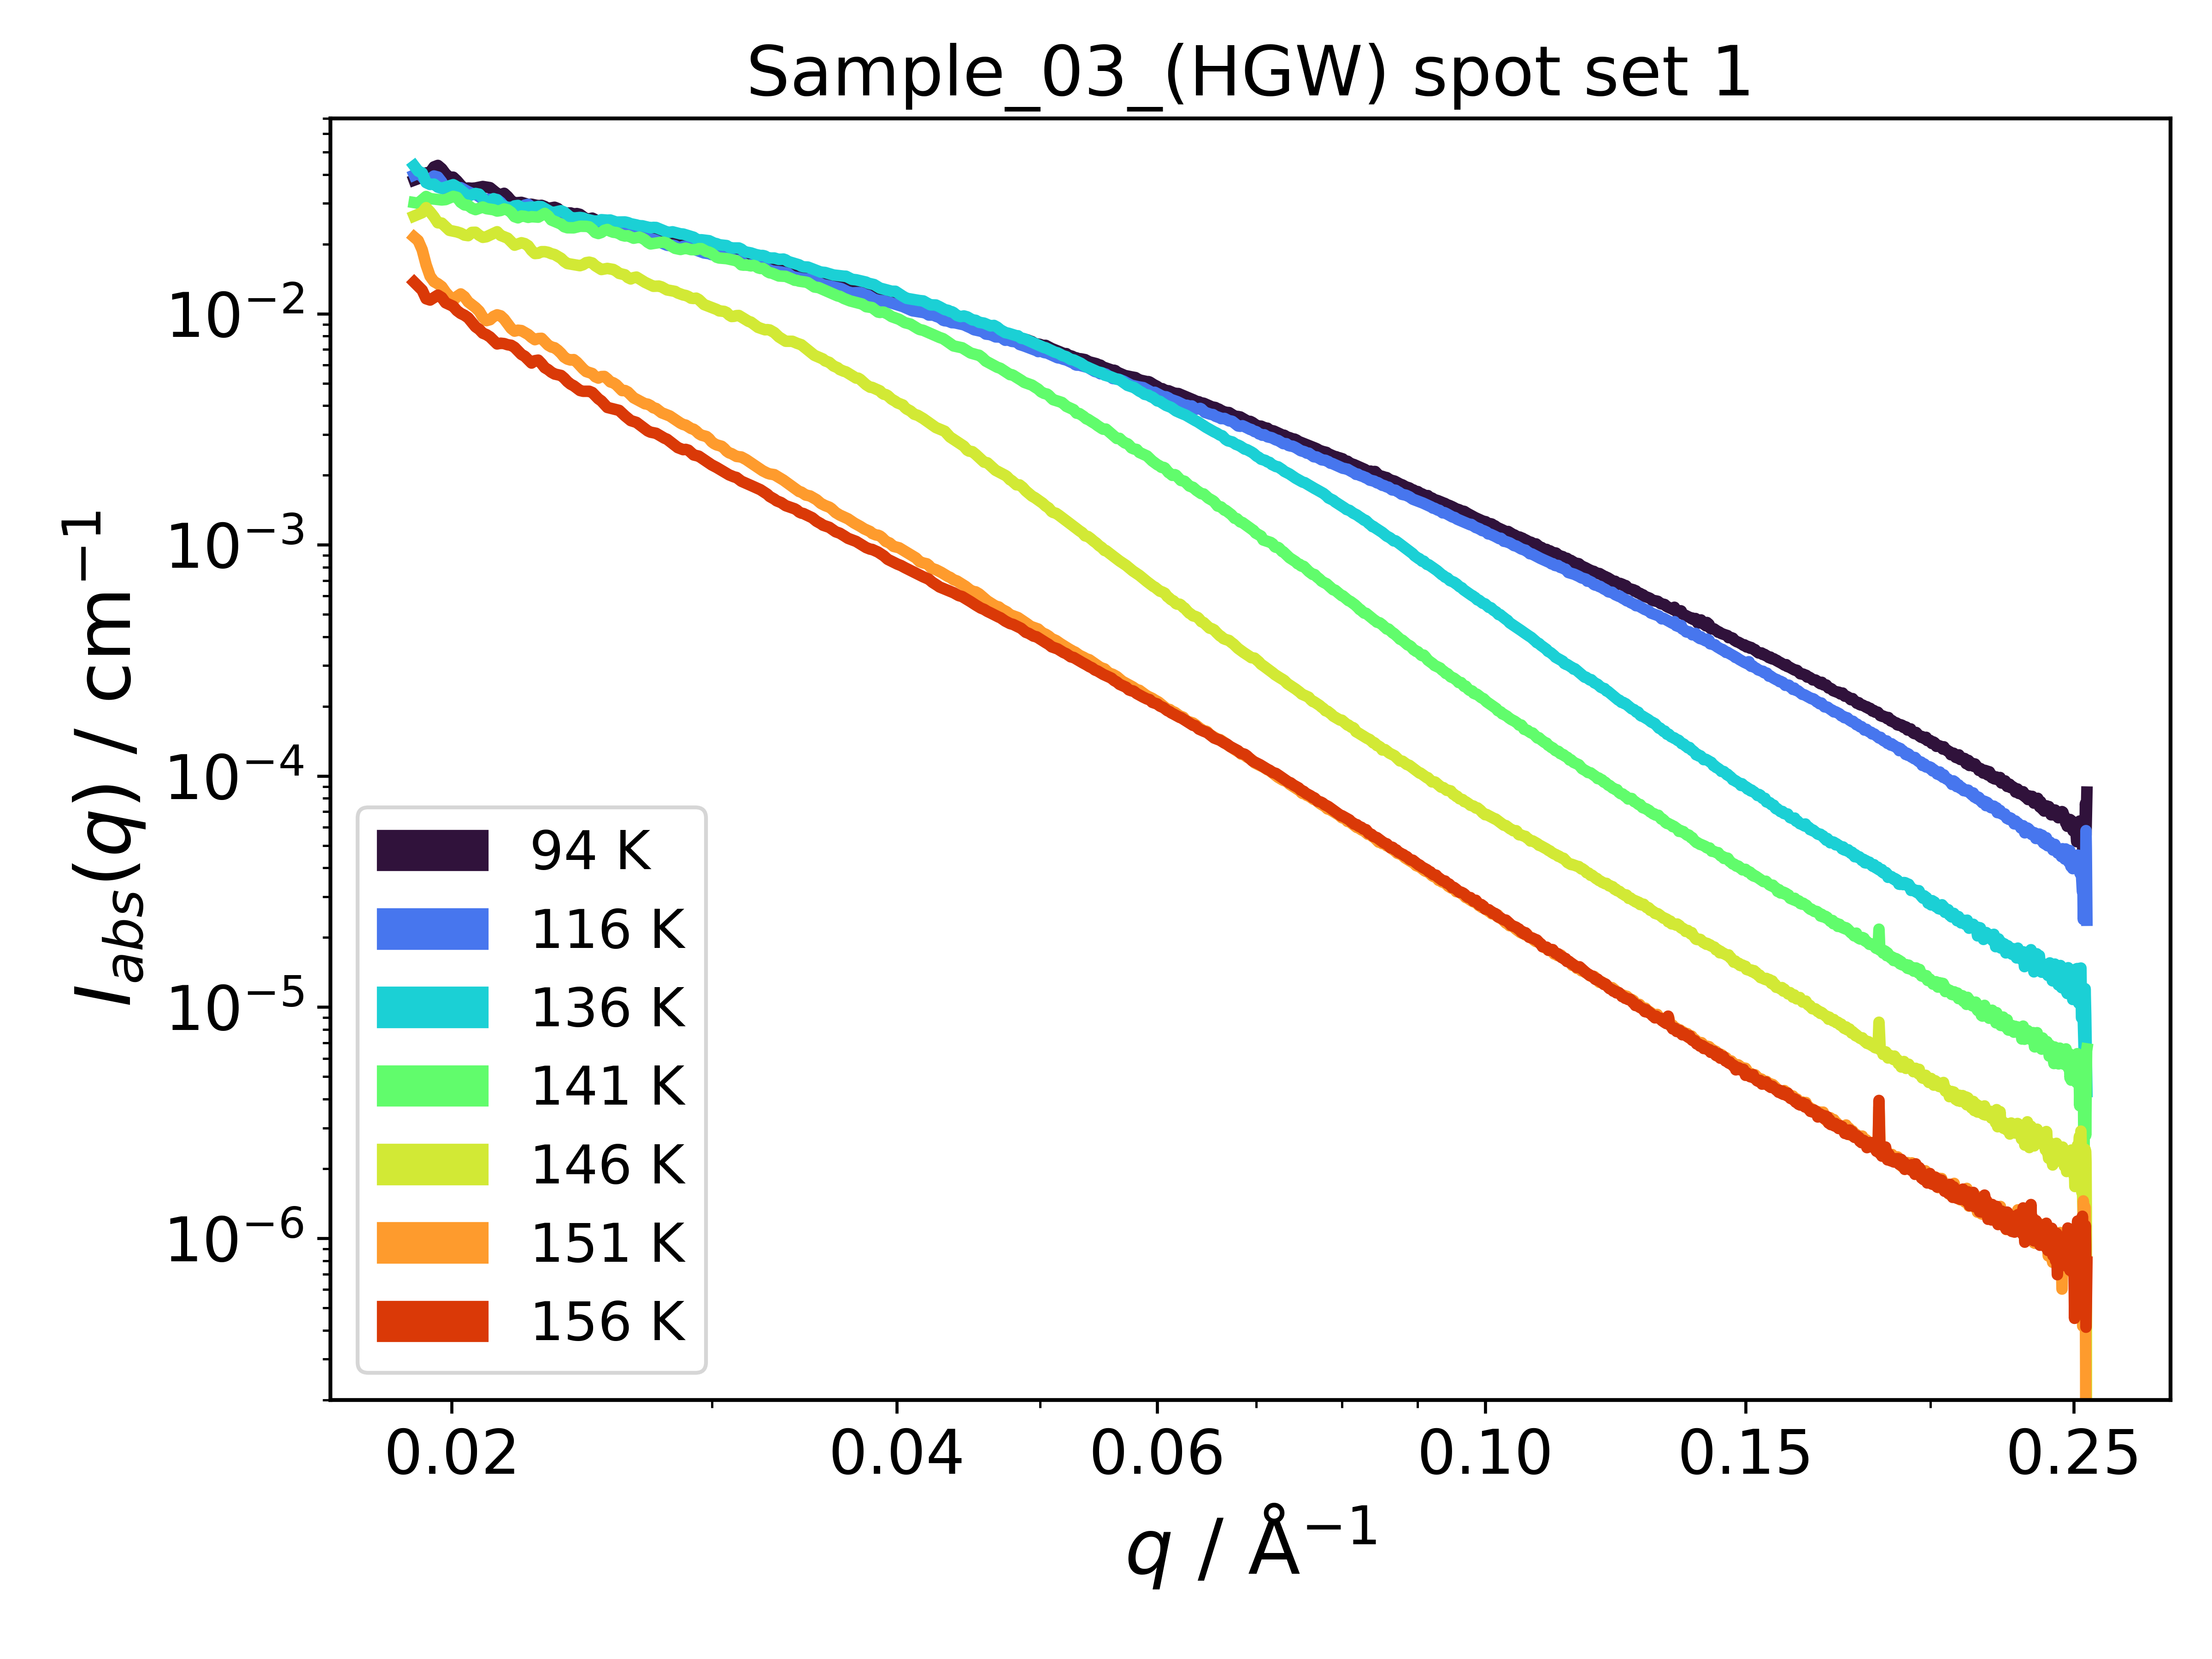 Sample_03_(HGW) spot set 1
I_abs(q) / cm⁻¹
10⁻²
10⁻³
10⁻⁴
10⁻⁵
10⁻⁶
94 K
116 K
136 K
141 K
146 K
151 K
156 K
0.02 0.04 0.06 0.10 0.15 0.25
q / Å⁻¹